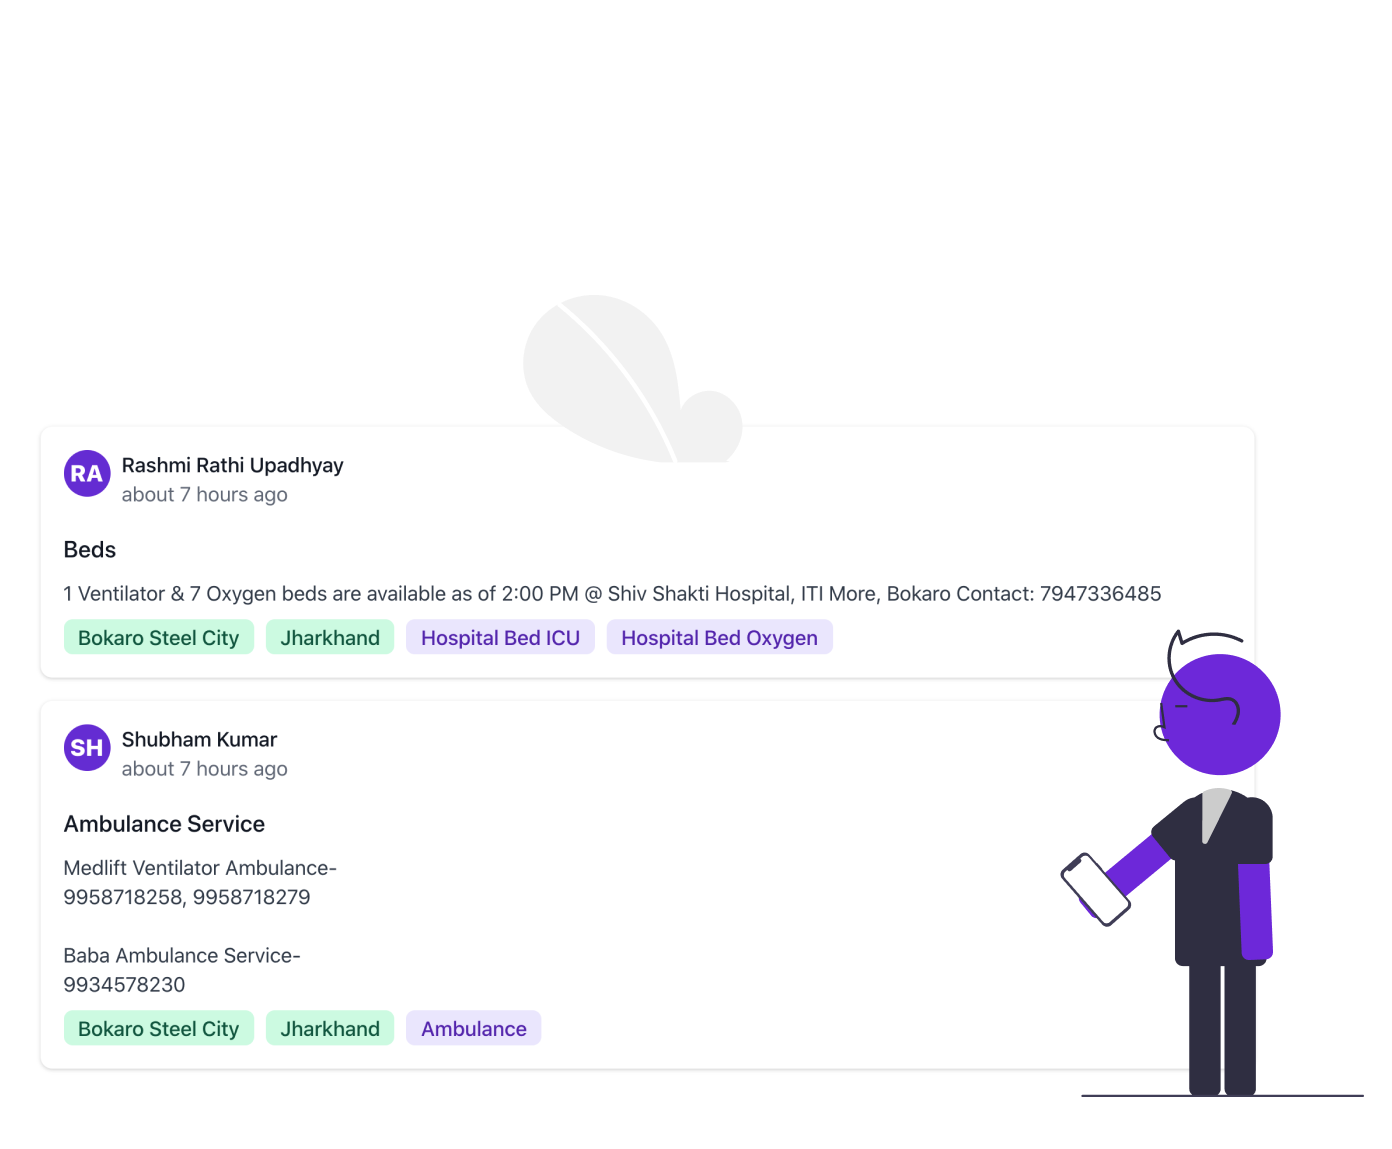 RA
Rashmi Rathi Upadhyay
about 7 hours ago
Beds
1 Ventilator & 7 Oxygen beds are available as of 2:00 PM @ Shiv Shakti Hospital, ITI More, Bokaro Contact: 7947336485
Bokaro Steel City Jharkhand Hospital Bed ICU Hospital Bed Oxygen
SH
Shubham Kumar
about 7 hours ago
Ambulance Service
Medlift Ventilator Ambulance-
9958718258, 9958718279
Baba Ambulance Service-
9934578230
Bokaro Steel City Jharkhand Ambulance